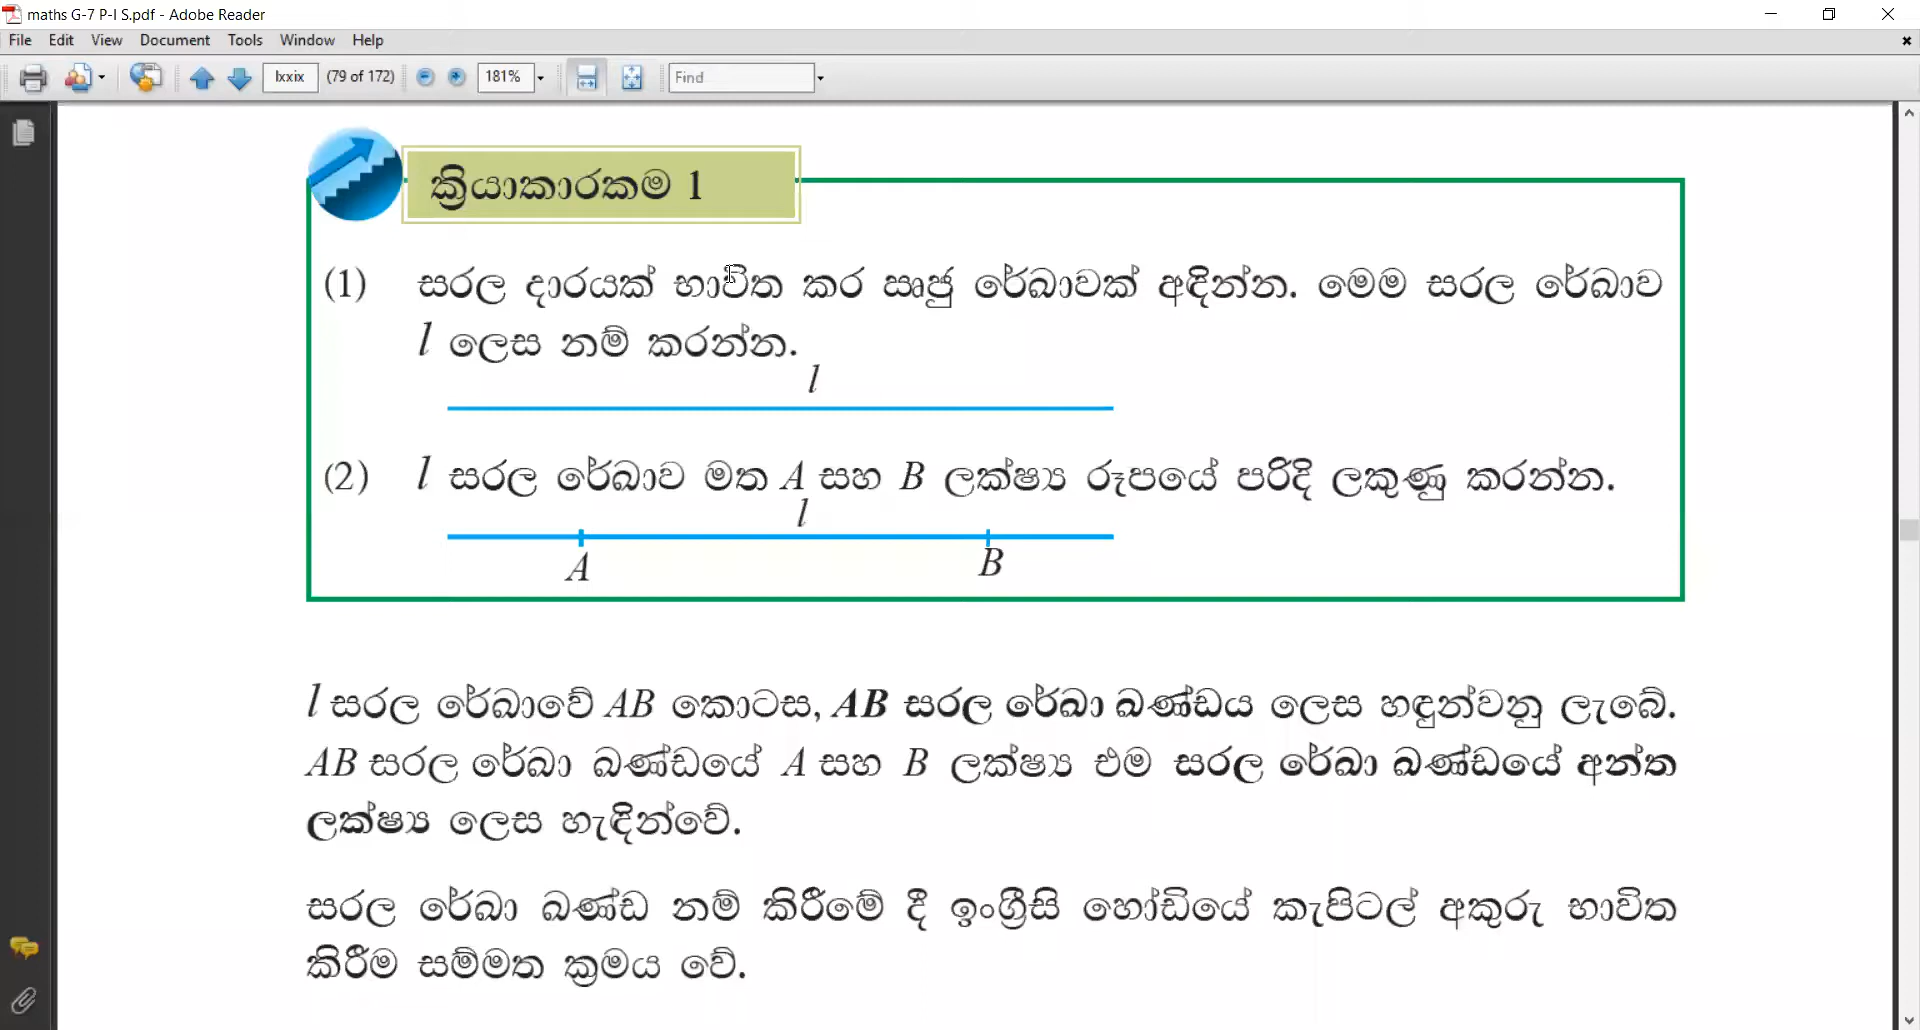 maths G-7 P-I S.pdf - Adobe Reader
File Edit View Document Tools Window Help
lxxix (79 of 172) 181% Find
ක්‍රියාකාරකම 1
(1) සරල දාරයක් භාවිත කර ඍජු රේඛාවක් අඳින්න. මෙම සරල රේඛාව
l ලෙස නම් කරන්න.
l
(2) l සරල රේඛාව මත A සහ B ලක්ෂ්‍ය රූපයේ පරිදි ලකුණු කරන්න.
l
A B
l සරල රේඛාවේ AB කොටස, AB සරල රේඛා ඛණ්ඩය ලෙස හඳුන්වනු ලැබේ.
AB සරල රේඛා ඛණ්ඩයේ A සහ B ලක්ෂ්‍ය එම සරල රේඛා ඛණ්ඩයේ අන්ත
ලක්ෂ්‍ය ලෙස හැඳින්වේ.
සරල රේඛා ඛණ්ඩ නම් කිරීමේ දී ඉංග්‍රීසි හෝඩියේ කැපිටල් අකුරු භාවිත
කිරීම සම්මත ක්‍රමය වේ.